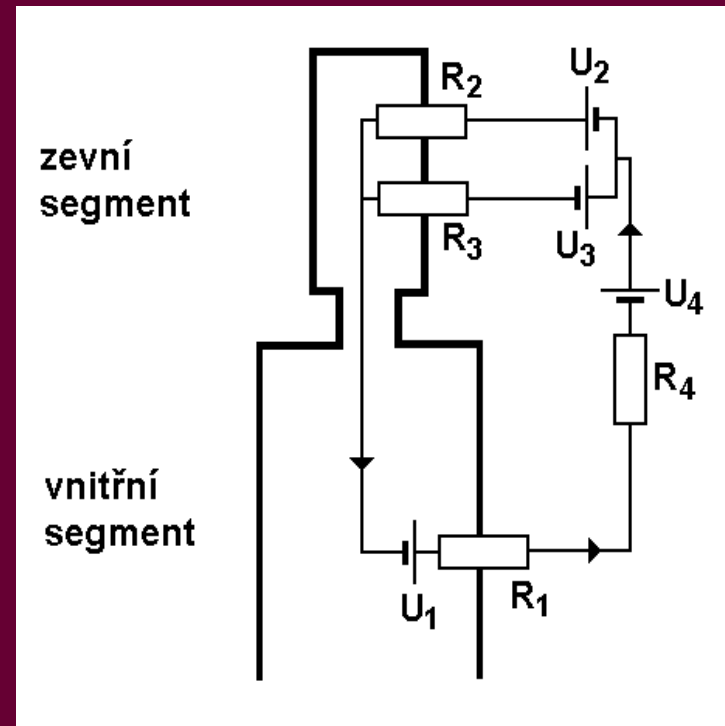 U₂
R₂
zevní
segment
R₃
U₃
U₄
R₄
vnitřní
segment
U₁
R₁